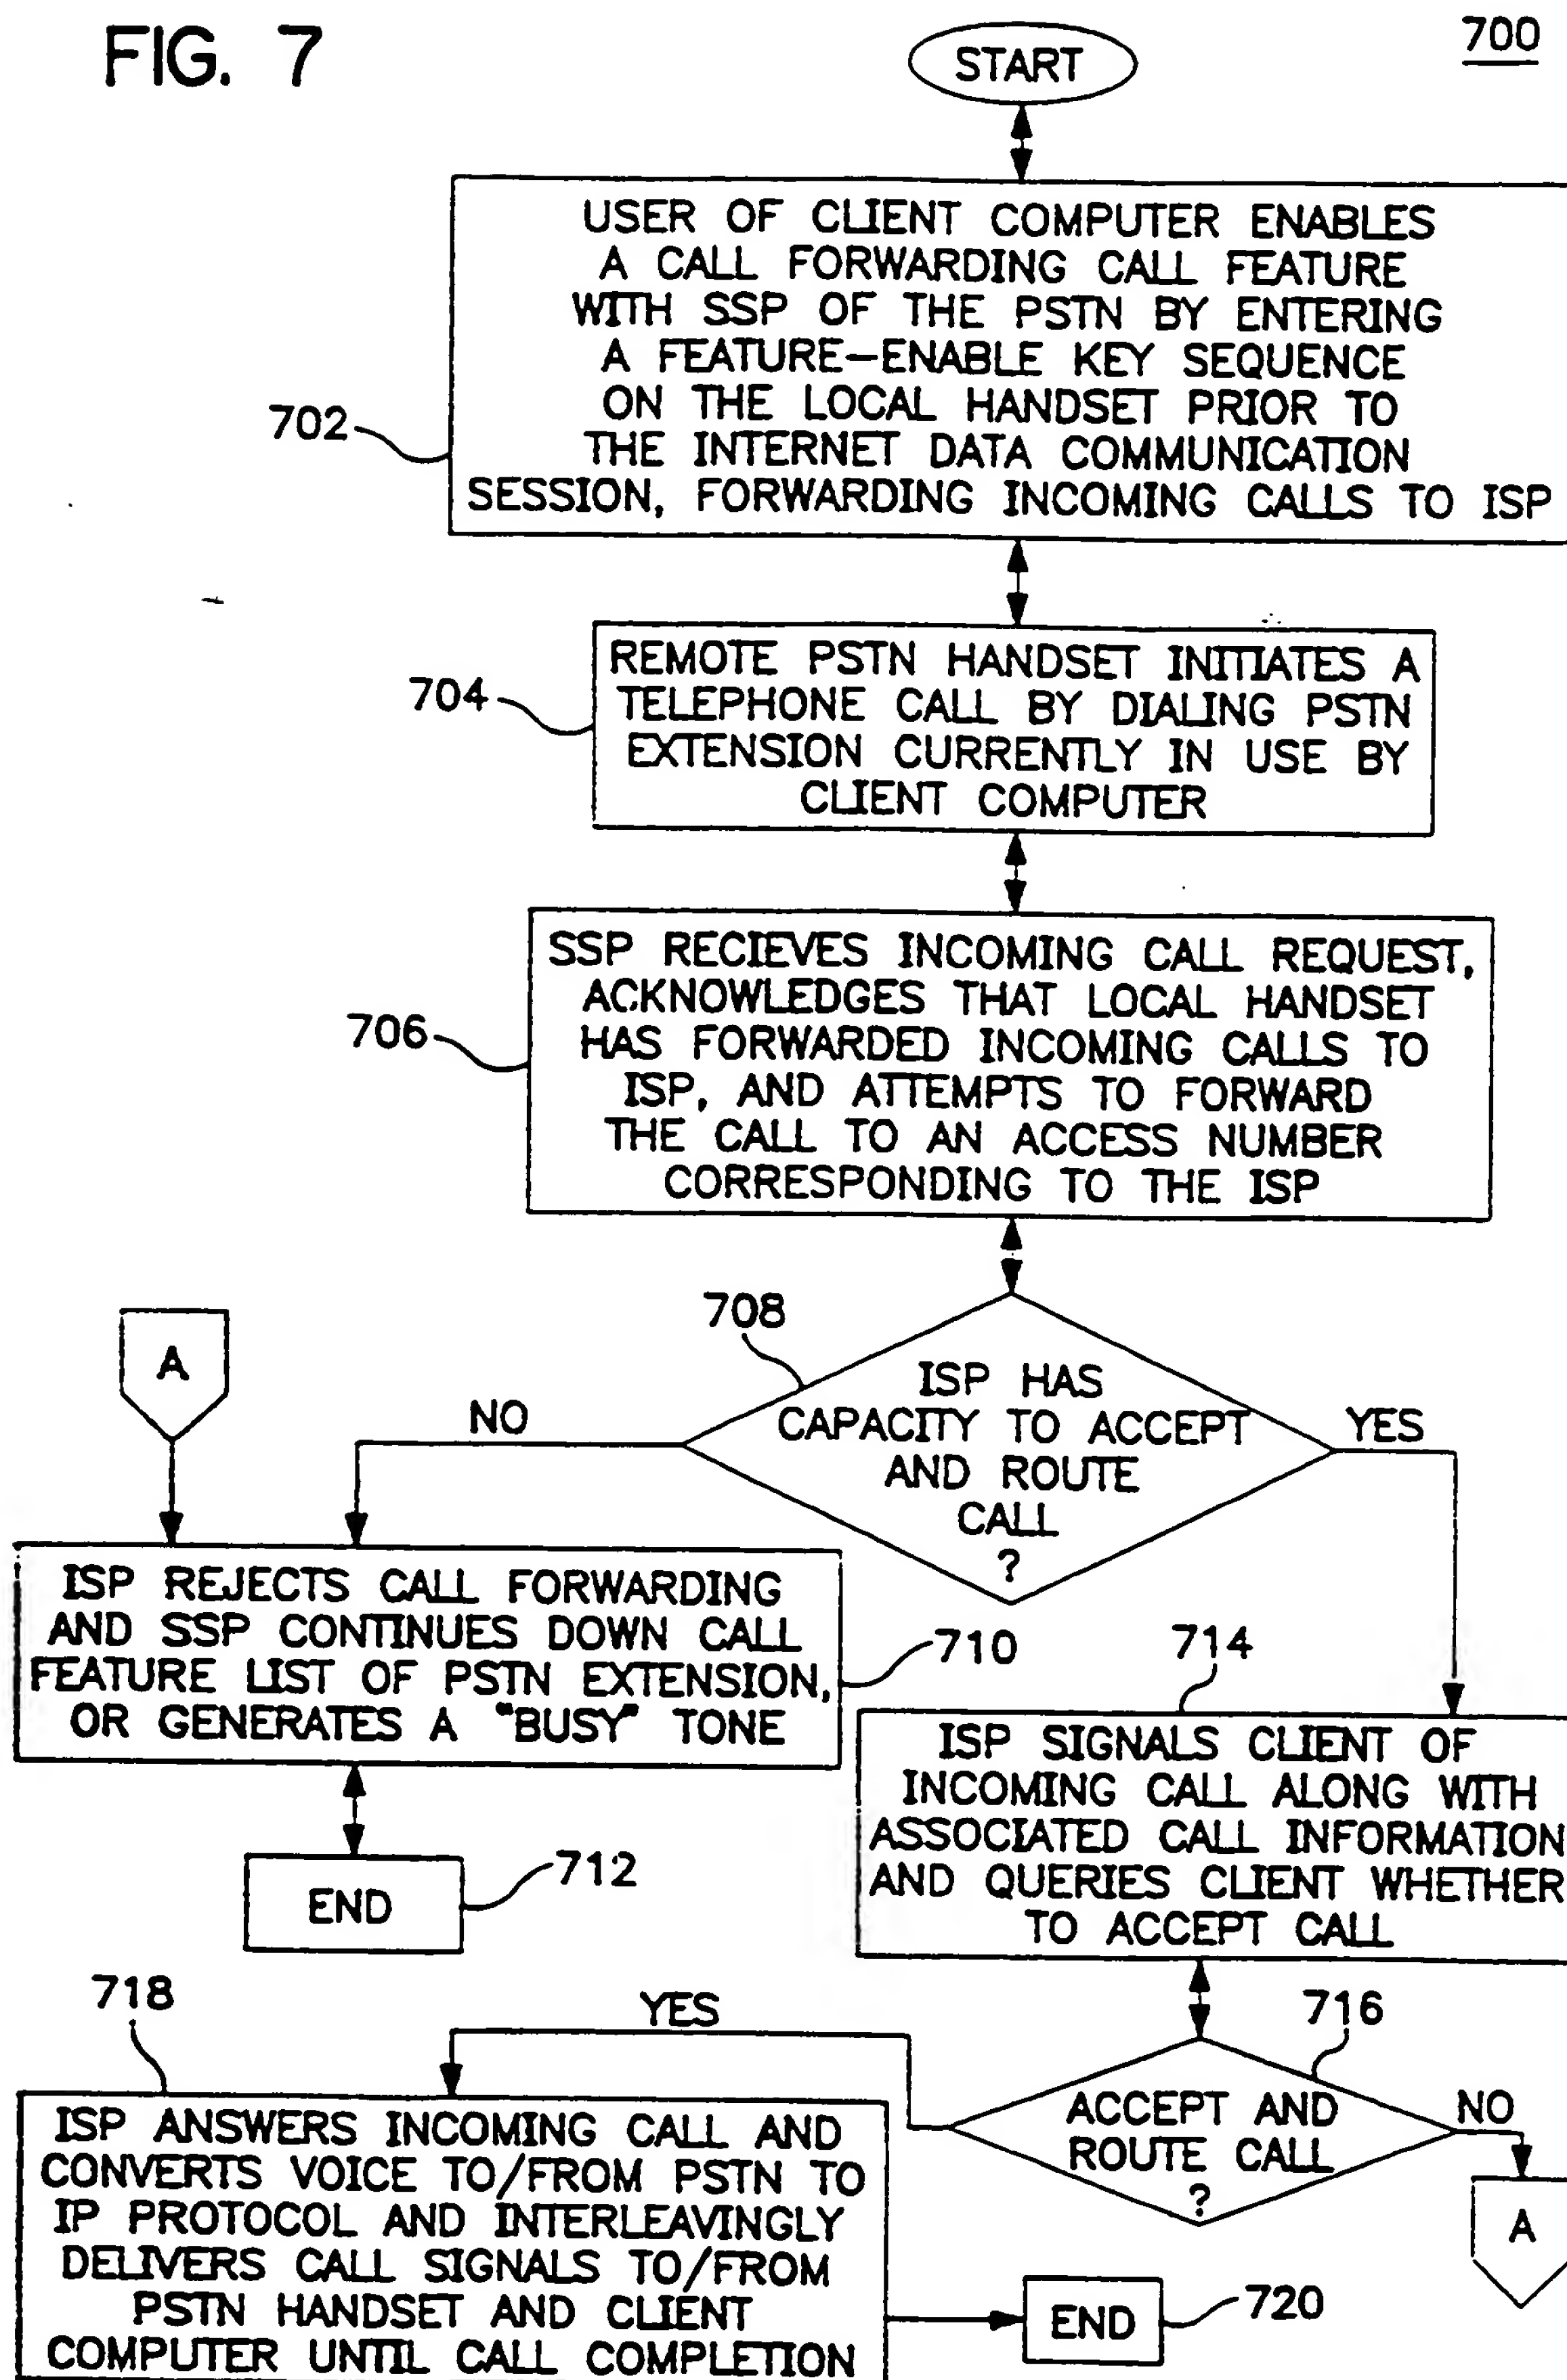 FIG. 7
700
START
USER OF CLIENT COMPUTER ENABLES
A CALL FORWARDING CALL FEATURE
WITH SSP OF THE PSTN BY ENTERING
A FEATURE-ENABLE KEY SEQUENCE
ON THE LOCAL HANDSET PRIOR TO
THE INTERNET DATA COMMUNICATION
SESSION, FORWARDING INCOMING CALLS TO ISP
702
REMOTE PSTN HANDSET INITIATES A
TELEPHONE CALL BY DIALING PSTN
EXTENSION CURRENTLY IN USE BY
CLIENT COMPUTER
704
SSP RECIEVES INCOMING CALL REQUEST,
ACKNOWLEDGES THAT LOCAL HANDSET
HAS FORWARDED INCOMING CALLS TO
ISP, AND ATTEMPTS TO FORWARD
THE CALL TO AN ACCESS NUMBER
CORRESPONDING TO THE ISP
706
708
ISP HAS
CAPACITY TO ACCEPT
AND ROUTE
CALL
?
NO
YES
A
ISP REJECTS CALL FORWARDING
AND SSP CONTINUES DOWN CALL
FEATURE LIST OF PSTN EXTENSION,
OR GENERATES A "BUSY" TONE
710
END
712
714
ISP SIGNALS CLIENT OF
INCOMING CALL ALONG WITH
ASSOCIATED CALL INFORMATION
AND QUERIES CLIENT WHETHER
TO ACCEPT CALL
716
ACCEPT AND
ROUTE CALL
?
YES
NO
A
718
ISP ANSWERS INCOMING CALL AND
CONVERTS VOICE TO/FROM PSTN TO
IP PROTOCOL AND INTERLEAVINGLY
DELIVERS CALL SIGNALS TO/FROM
PSTN HANDSET AND CLIENT
COMPUTER UNTIL CALL COMPLETION
END
720